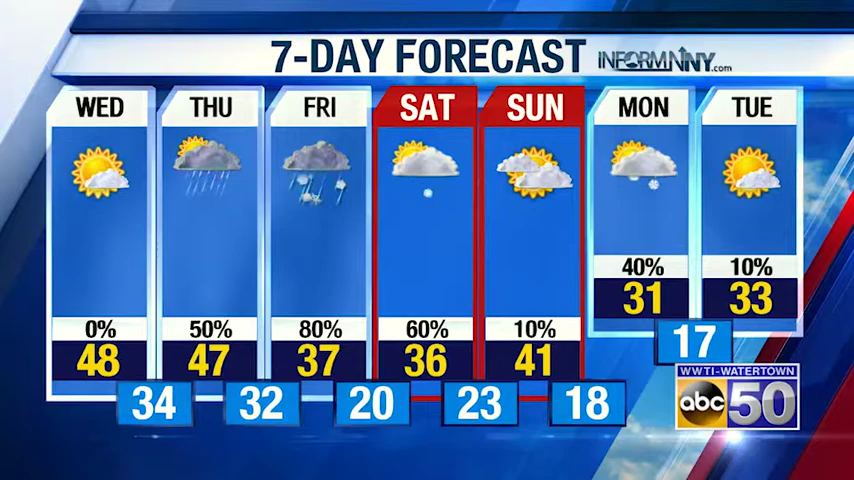 7-DAY FORECAST
INFORMNNY.com
WED THU FRI SAT SUN MON TUE
40% 10%
31 33
0% 50% 80% 60% 10%
48 47 37 36 41
17
34 32 20 23 18
WWTI-WATERTOWN
abc 50